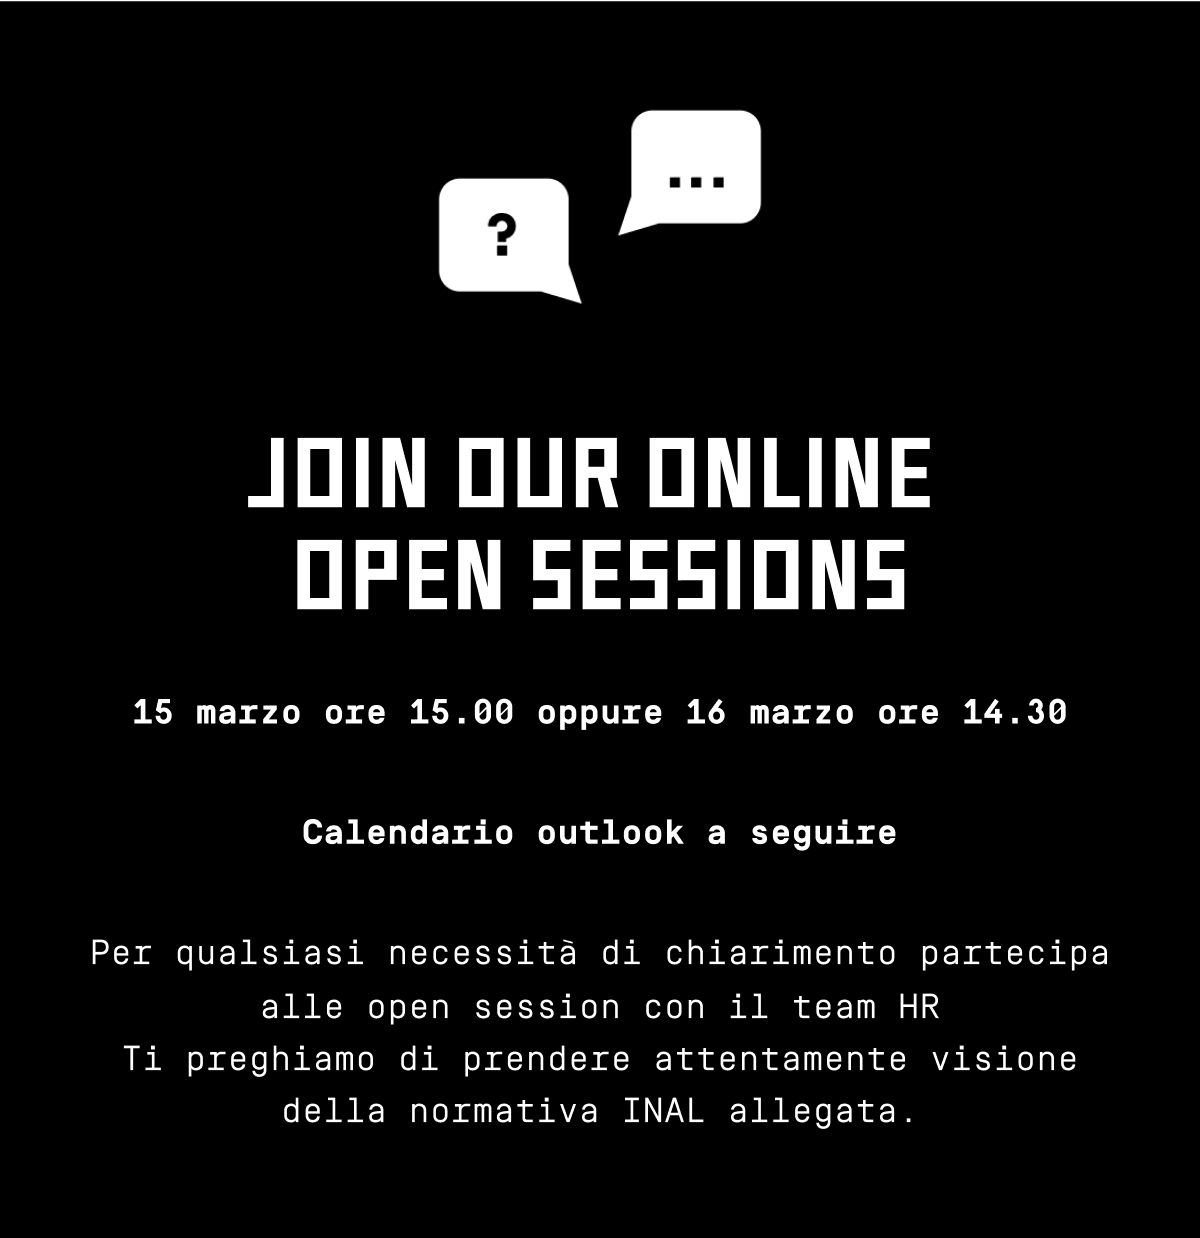 ?
...
JOIN OUR ONLINE
OPEN SESSIONS
15 marzo ore 15.00 oppure 16 marzo ore 14.30
Calendario outlook a seguire
Per qualsiasi necessità di chiarimento partecipa
alle open session con il team HR
Ti preghiamo di prendere attentamente visione
della normativa INAL allegata.